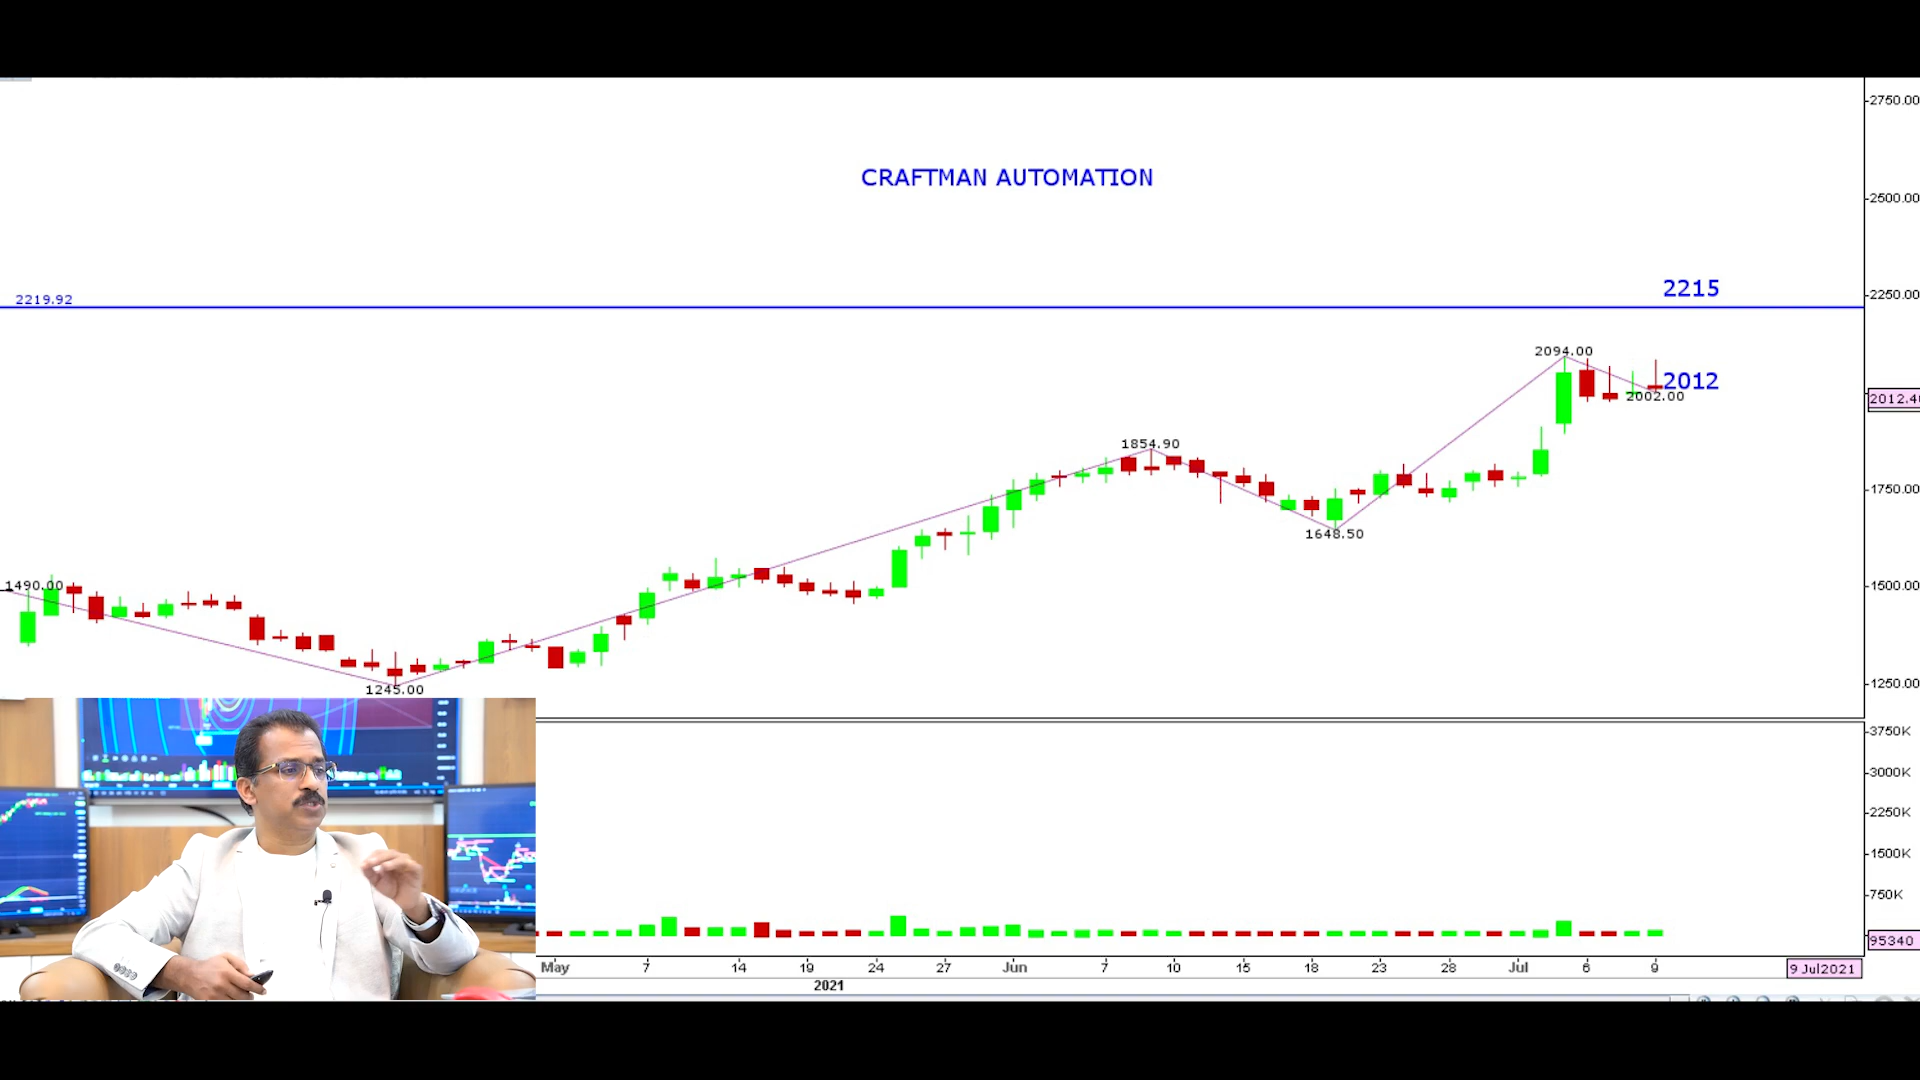 2750.00
CRAFTMAN AUTOMATION
2500.00
2215
2219.92
2250.00
2094.00
2012
2002.00
2012.40
1854.90
1750.00
1648.50
1490.00
1500.00
1245.00
1250.00
3750K
3000K
2250K
1500K
750K
95340
May 7 14 19 24 27 Jun 7 10 15 18 23 28 Jul 6 9
9 Jul2021
2021